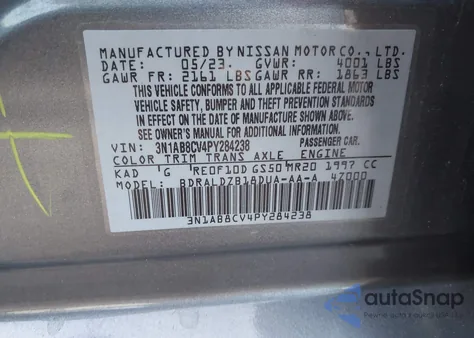 MANUFACTURED BY NISSAN MOTOR CO., LTD.
DATE: 05/23. GVWR: 4001 LBS
GAWR FR: 2161 LBS GAWR RR: 1863 LBS
THIS VEHICLE CONFORMS TO ALL APPLICABLE FEDERAL MOTOR
VEHICLE SAFETY, BUMPER AND THEFT PREVENTION STANDARDS
IN EFFECT ON THE DATE OF MANUFACTURE SHOWN ABOVE.
SEE OWNER'S MANUAL FOR ADDITIONAL INFORMATION.
VIN: 3N1AB8CV4PY284238 PASSENGER CAR.
COLOR TRIM TRANS AXLE ENGINE
KAD G RE0F10D GS50 MR20 1997 CC
MODEL: BDRALDZB18DUA-AA-A 4Z000
3N1AB8CV4PY284238
autoSnap